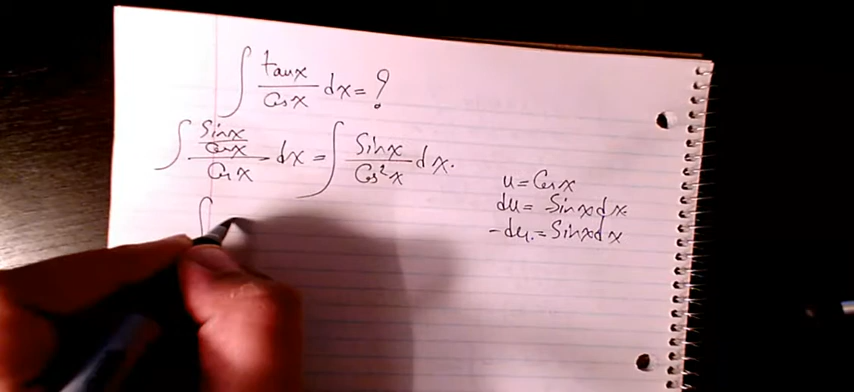 ∫ tanx/Cosx dx = ?
∫ (Sinx/Cosx)/Cosx dx = ∫ Sinx/Cos²x dx.
u = Cosx
du = Sinxdx.
-du. = Sinxdx
∫